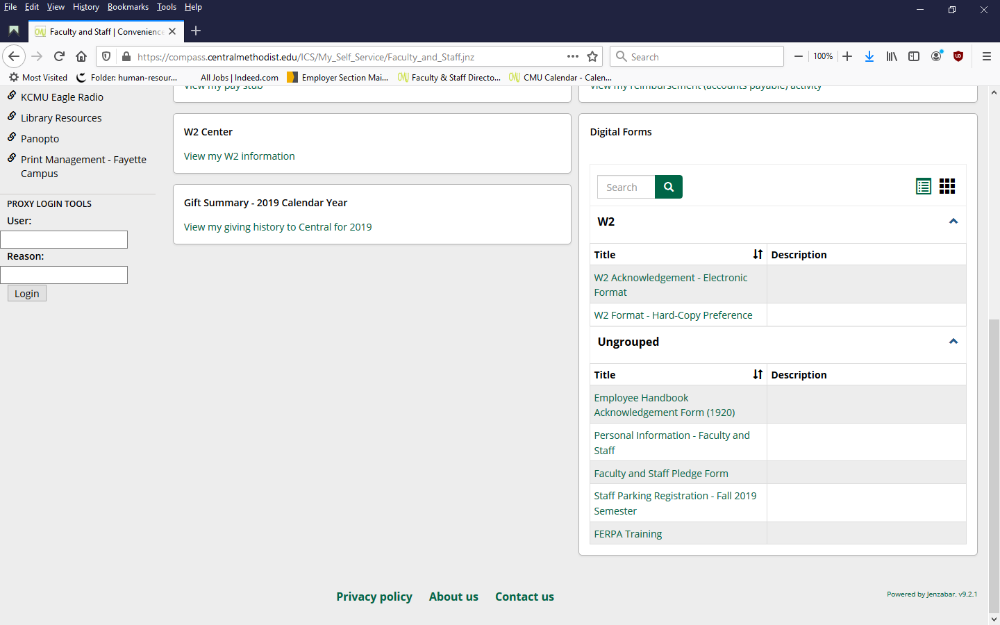 File Edit View History Bookmarks Tools Help
Faculty and Staff | Convenience
https://compass.centralmethodist.edu/ICS/My_Self_Service/Faculty_and_Staff.jnz
Search
100%
Most Visited
Folder: human-resour...
All Jobs | Indeed.com
Employer Section Mai...
Faculty & Staff Directo...
CMU Calendar - Calen...
KCMU Eagle Radio
Library Resources
Panopto
Print Management - Fayette
Campus
PROXY LOGIN TOOLS
User:
Reason:
Login
View my pay stub
W2 Center
View my W2 information
Gift Summary - 2019 Calendar Year
View my giving history to Central for 2019
View my reimbursement (accounts payable) activity
Digital Forms
Search
W2
Title Description
W2 Acknowledgement - Electronic
Format
W2 Format - Hard-Copy Preference
Ungrouped
Title Description
Employee Handbook
Acknowledgement Form (1920)
Personal Information - Faculty and
Staff
Faculty and Staff Pledge Form
Staff Parking Registration - Fall 2019
Semester
FERPA Training
Privacy policy About us Contact us
Powered by Jenzabar. v9.2.1